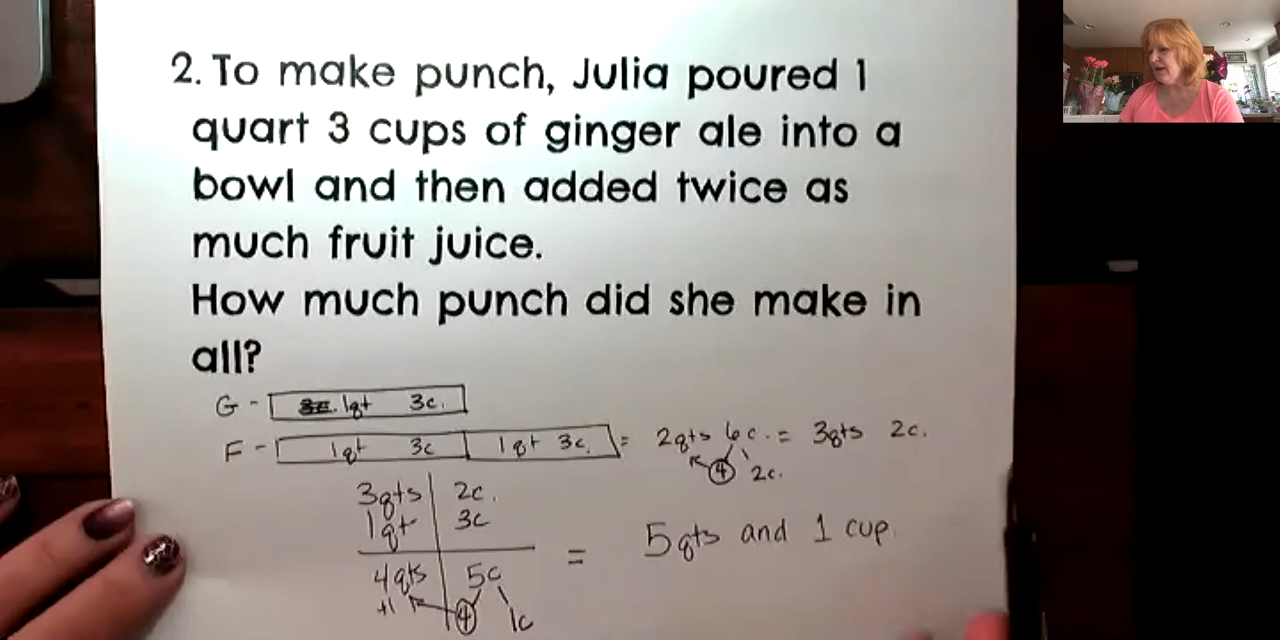 2. To make punch, Julia poured 1
quart 3 cups of ginger ale into a
bowl and then added twice as
much fruit juice.
How much punch did she make in
all?
G - 1qt 3c.
F - 1qt 3c 1qt 3c. = 2qts 6c. = 3qts 2c.
4 2c.
3qts 2c.
1qt 3c
4qts 5c = 5qts and 1 cup.
+1 4 1c